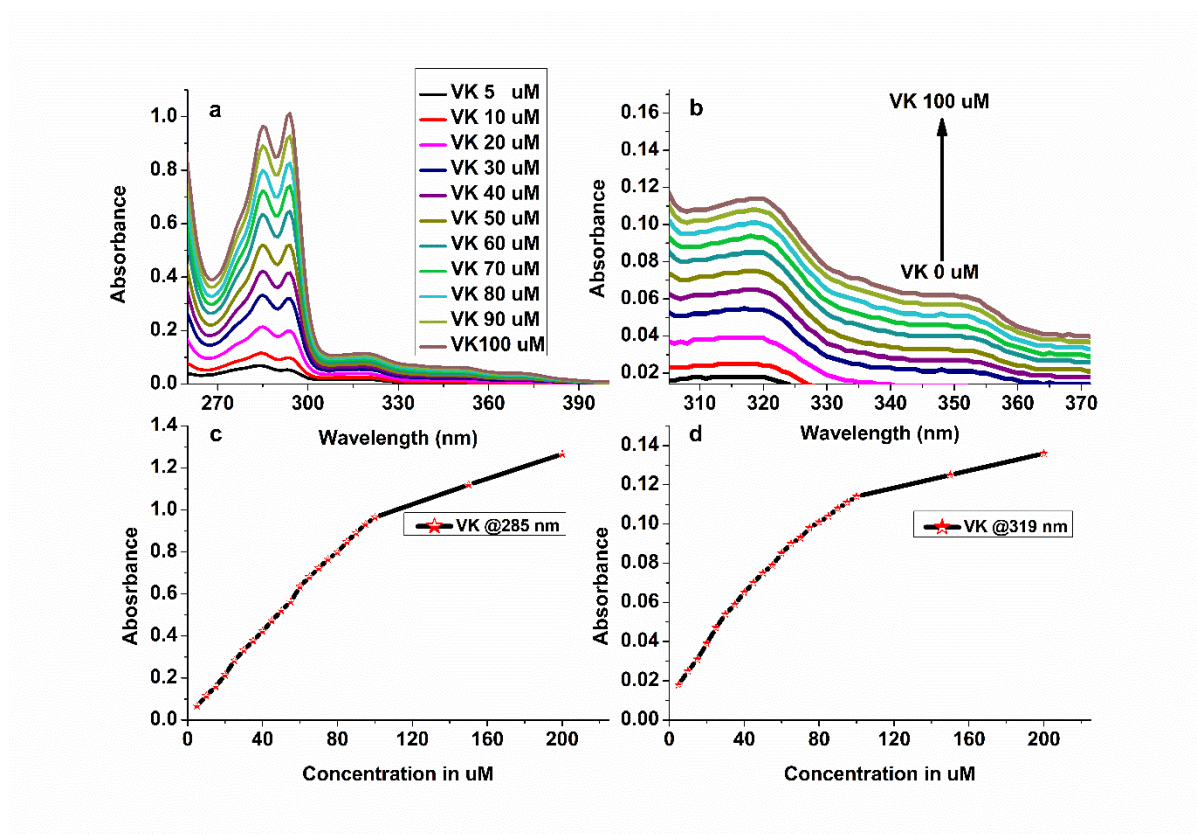 a
VK 5 uM
VK 10 uM
VK 20 uM
VK 30 uM
VK 40 uM
VK 50 uM
VK 60 uM
VK 70 uM
VK 80 uM
VK 90 uM
VK100 uM
1.0
0.8
0.6
0.4
0.2
0.0
Absorbance
270 300 330 360 390
Wavelength (nm)
b
VK 100 uM
VK 0 uM
0.16
0.14
0.12
0.10
0.08
0.06
0.04
0.02
Absorbance
310 320 330 340 350 360 370
Wavelength (nm)
c
1.4
1.2
1.0
0.8
0.6
0.4
0.2
0.0
Abosrbance
VK @285 nm
0 40 80 120 160 200
Concentration in uM
d
0.14
0.12
0.10
0.08
0.06
0.04
0.02
0.00
Absorbance
VK @319 nm
0 40 80 120 160 200
Concentration in uM